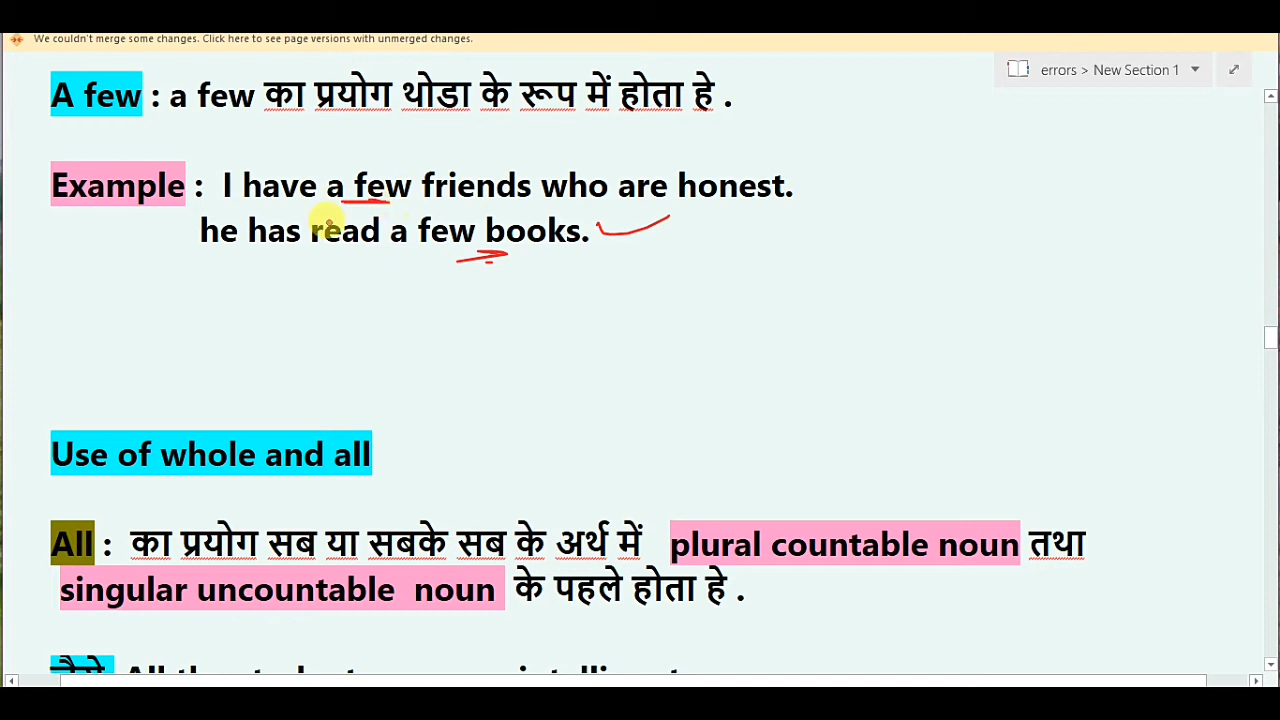 We couldn't merge some changes. Click here to see page versions with unmerged changes.
errors > New Section 1
A few : a few का प्रयोग थोडा के रूप में होता हे .
Example : I have a few friends who are honest.
he has read a few books.
Use of whole and all
All : का प्रयोग सब या सबके सब के अर्थ में plural countable noun तथा
singular uncountable noun के पहले होता हे .
जैसे All the